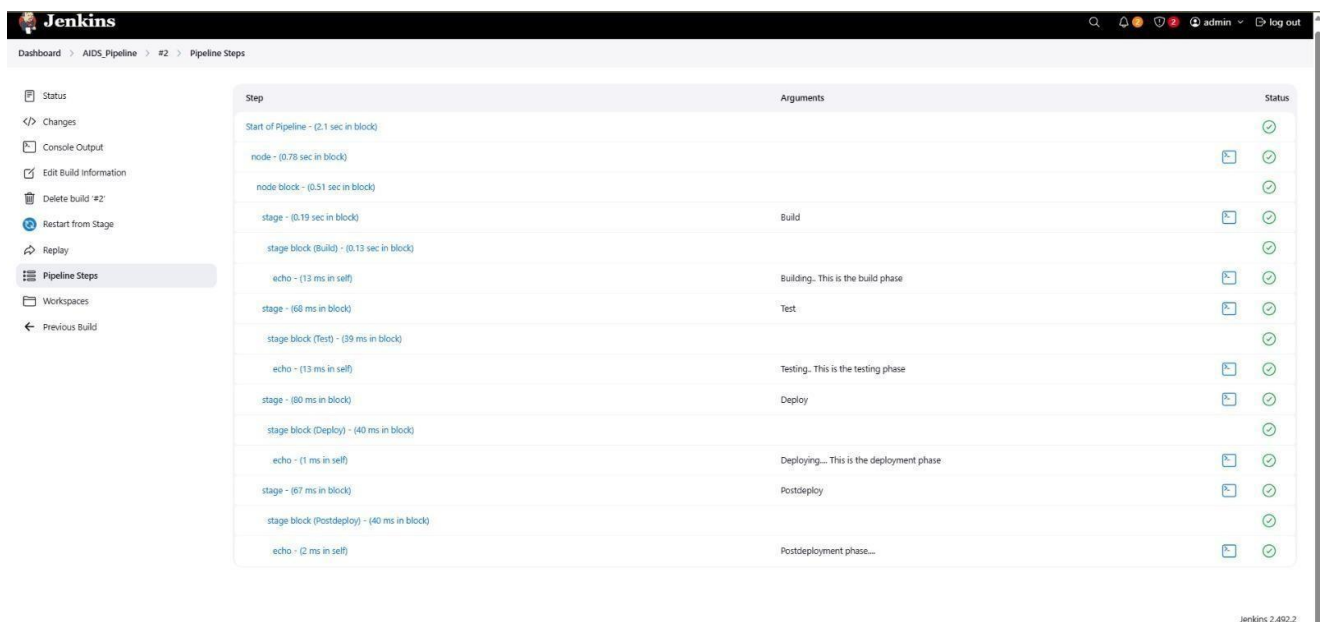 Jenkins
2
2
admin
log out
Dashboard > AIDS_Pipeline > #2 > Pipeline Steps
Status
Changes
Console Output
Edit Build Information
Delete build '#2'
Restart from Stage
Replay
Pipeline Steps
Workspaces
Previous Build
Step Arguments Status
Start of Pipeline - (2.1 sec in block)
node - (0.78 sec in block)
node block - (0.51 sec in block)
stage - (0.19 sec in block) Build
stage block (Build) - (0.13 sec in block)
echo - (13 ms in self) Building.. This is the build phase
stage - (68 ms in block) Test
stage block (Test) - (39 ms in block)
echo - (13 ms in self) Testing.. This is the testing phase
stage - (80 ms in block) Deploy
stage block (Deploy) - (40 ms in block)
echo - (1 ms in self) Deploying.... This is the deployment phase
stage - (67 ms in block) Postdeploy
stage block (Postdeploy) - (40 ms in block)
echo - (2 ms in self) Postdeployment phase....
Jenkins 2.492.2